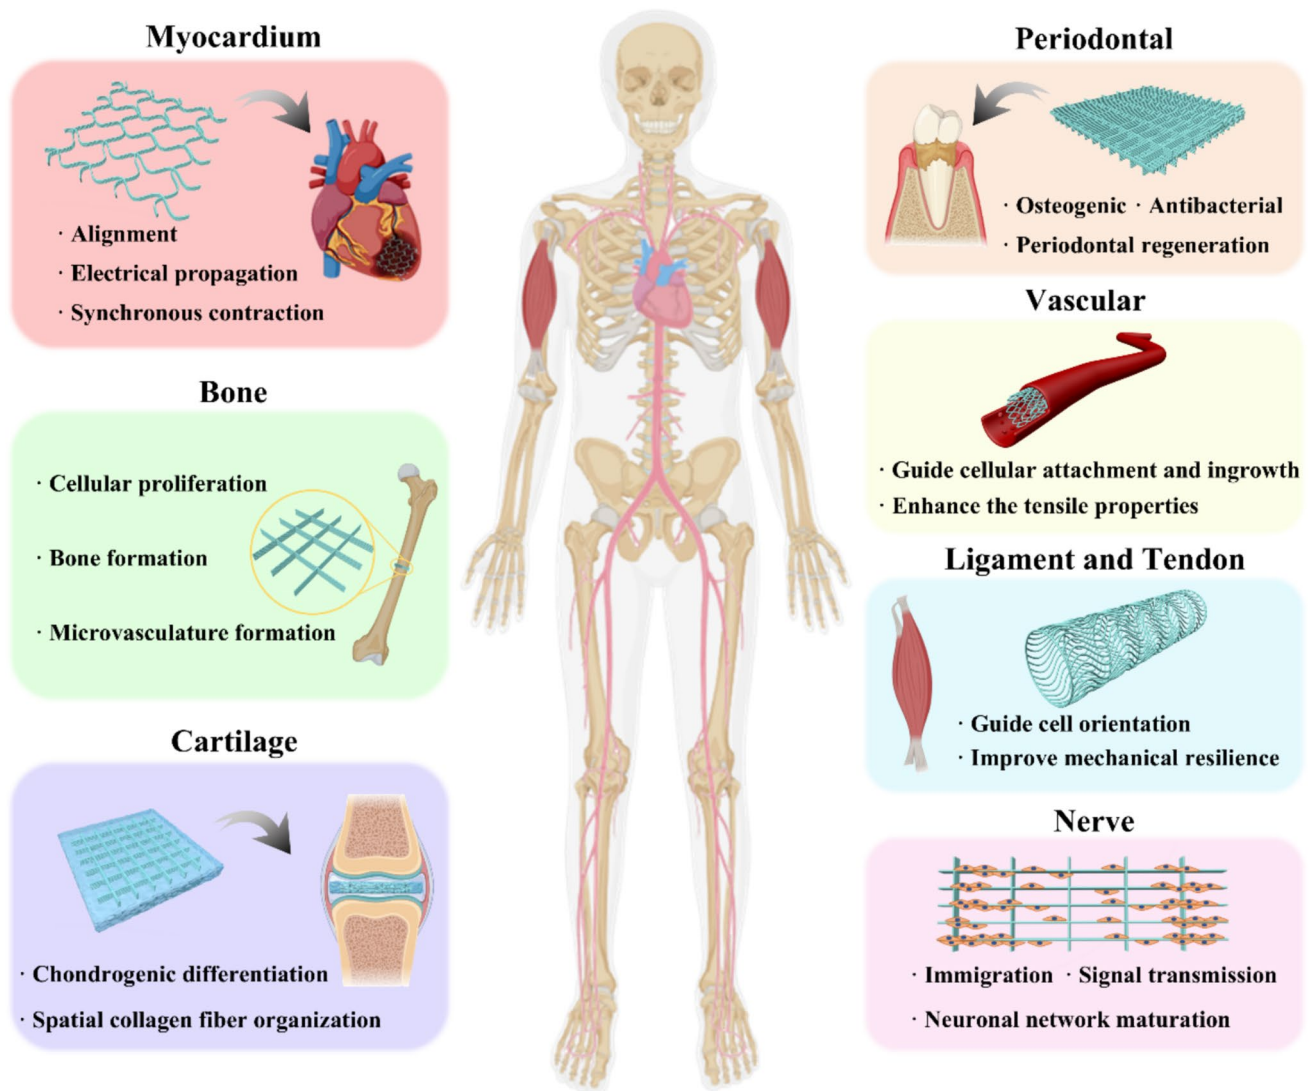 Myocardium
· Alignment
· Electrical propagation
· Synchronous contraction
Bone
· Cellular proliferation
· Bone formation
· Microvasculature formation
Cartilage
· Chondrogenic differentiation
· Spatial collagen fiber organization
Periodontal
· Osteogenic · Antibacterial
· Periodontal regeneration
Vascular
· Guide cellular attachment and ingrowth
· Enhance the tensile properties
Ligament and Tendon
· Guide cell orientation
· Improve mechanical resilience
Nerve
· Immigration · Signal transmission
· Neuronal network maturation